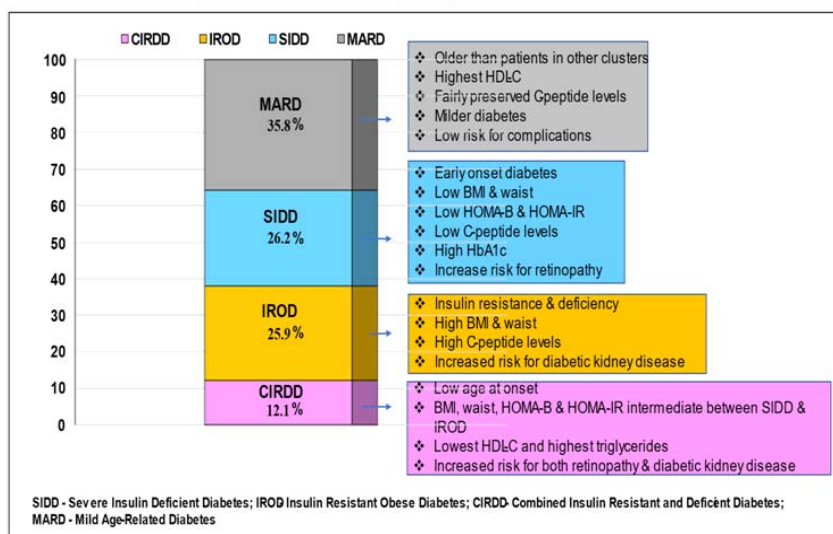 CIRDD IROD SIDD MARD
100
90
80
70
60
50
40
30
20
10
0
MARD
35.8%
SIDD
26.2%
IROD
25.9%
CIRDD
12.1%
❖ Older than patients in other clusters
❖ Highest HDL-C
❖ Fairly preserved C-peptide levels
❖ Milder diabetes
❖ Low risk for complications
❖ Early onset diabetes
❖ Low BMI & waist
❖ Low HOMA-B & HOMA-IR
❖ Low C-peptide levels
❖ High HbA1c
❖ Increase risk for retinopathy
❖ Insulin resistance & deficiency
❖ High BMI & waist
❖ High C-peptide levels
❖ Increased risk for diabetic kidney disease
❖ Low age at onset
❖ BMI, waist, HOMA-B & HOMA-IR intermediate between SIDD &
IROD
❖ Lowest HDL-C and highest triglycerides
❖ Increased risk for both retinopathy & diabetic kidney disease
SIDD - Severe Insulin Deficient Diabetes; IROD- Insulin Resistant Obese Diabetes; CIRDD- Combined Insulin Resistant and Deficient Diabetes;
MARD - Mild Age-Related Diabetes